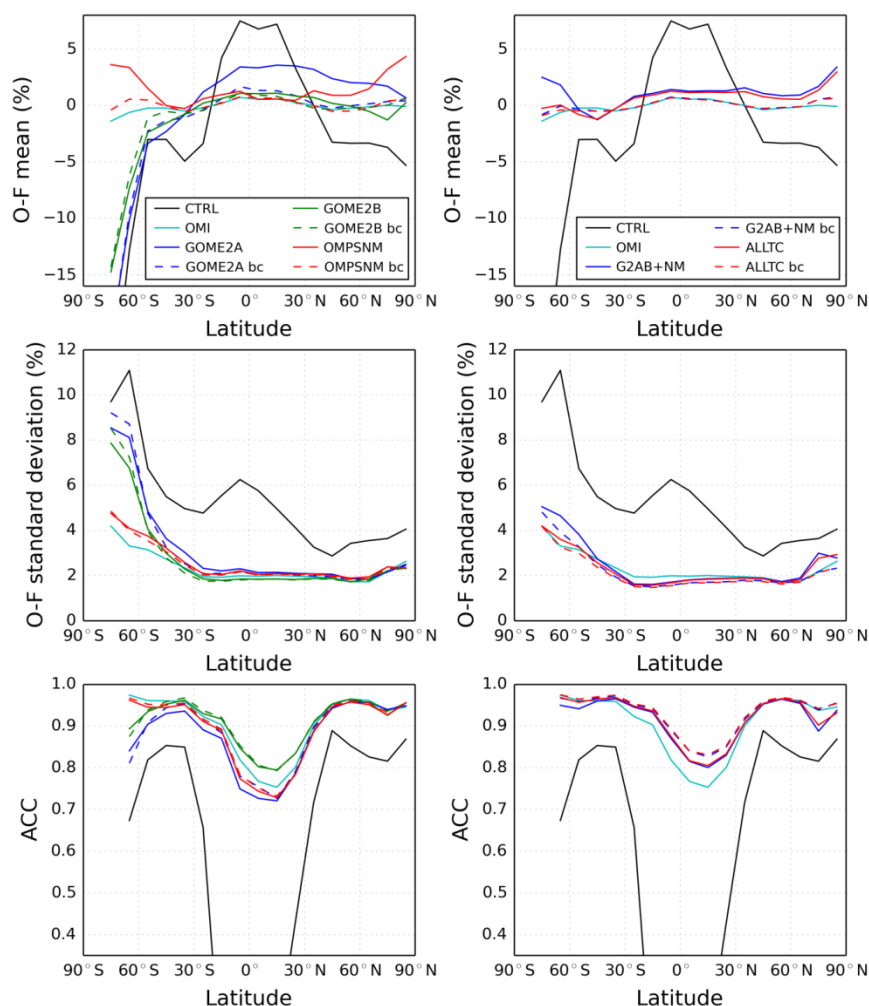 5
0
−5
−10
−15
O-F mean (%)
CTRL
OMI
GOME2A
GOME2A bc
GOME2B
GOME2B bc
OMPSNM
OMPSNM bc
90°S 60°S 30°S 0° 30°N 60°N 90°N
Latitude
5
0
−5
−10
−15
O-F mean (%)
CTRL
OMI
G2AB+NM
G2AB+NM bc
ALLTC
ALLTC bc
90°S 60°S 30°S 0° 30°N 60°N 90°N
Latitude
12
10
8
6
4
2
0
O-F standard deviation (%)
90°S 60°S 30°S 0° 30°N 60°N 90°N
Latitude
12
10
8
6
4
2
0
O-F standard deviation (%)
90°S 60°S 30°S 0° 30°N 60°N 90°N
Latitude
1.0
0.9
0.8
0.7
0.6
0.5
0.4
ACC
90°S 60°S 30°S 0° 30°N 60°N 90°N
Latitude
1.0
0.9
0.8
0.7
0.6
0.5
0.4
ACC
90°S 60°S 30°S 0° 30°N 60°N 90°N
Latitude